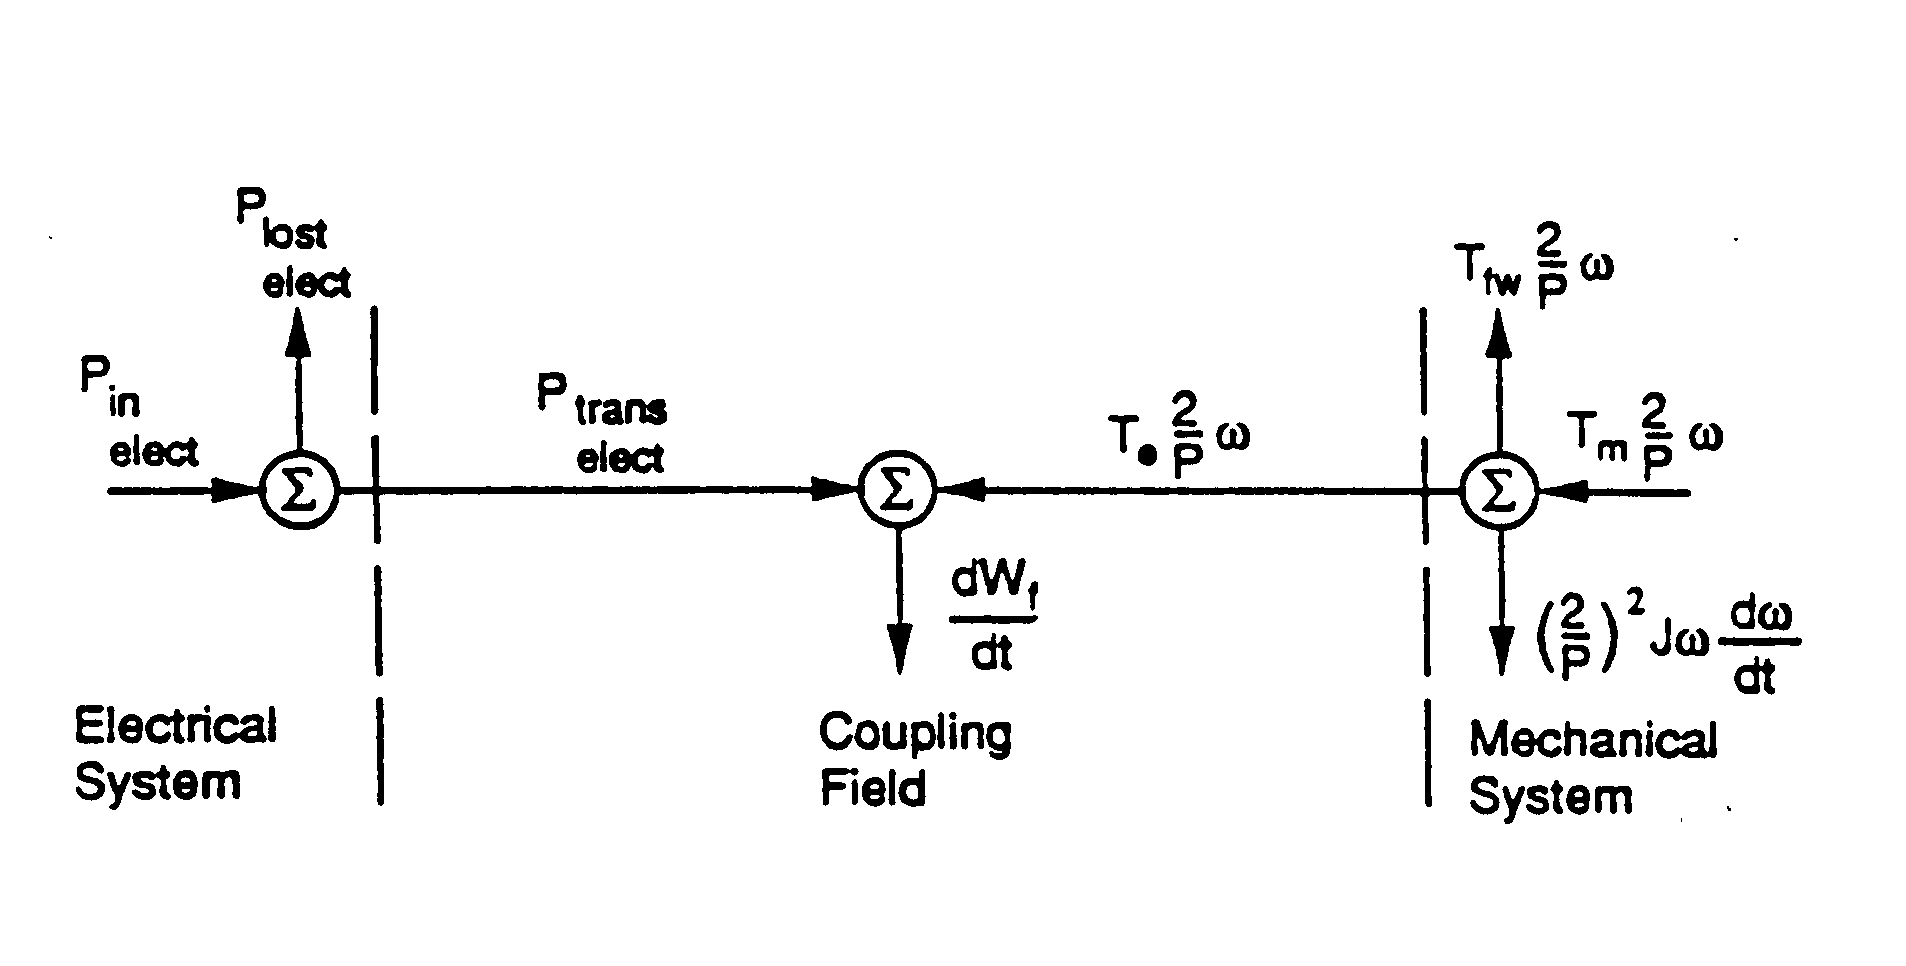 P lost elect
P in elect
Σ
P trans elect
Σ
T e 2/P ω
T fw 2/P ω
T m 2/P ω
Σ
dW f / dt
(2/P)² Jω dω/dt
Electrical
System
Coupling
Field
Mechanical
System